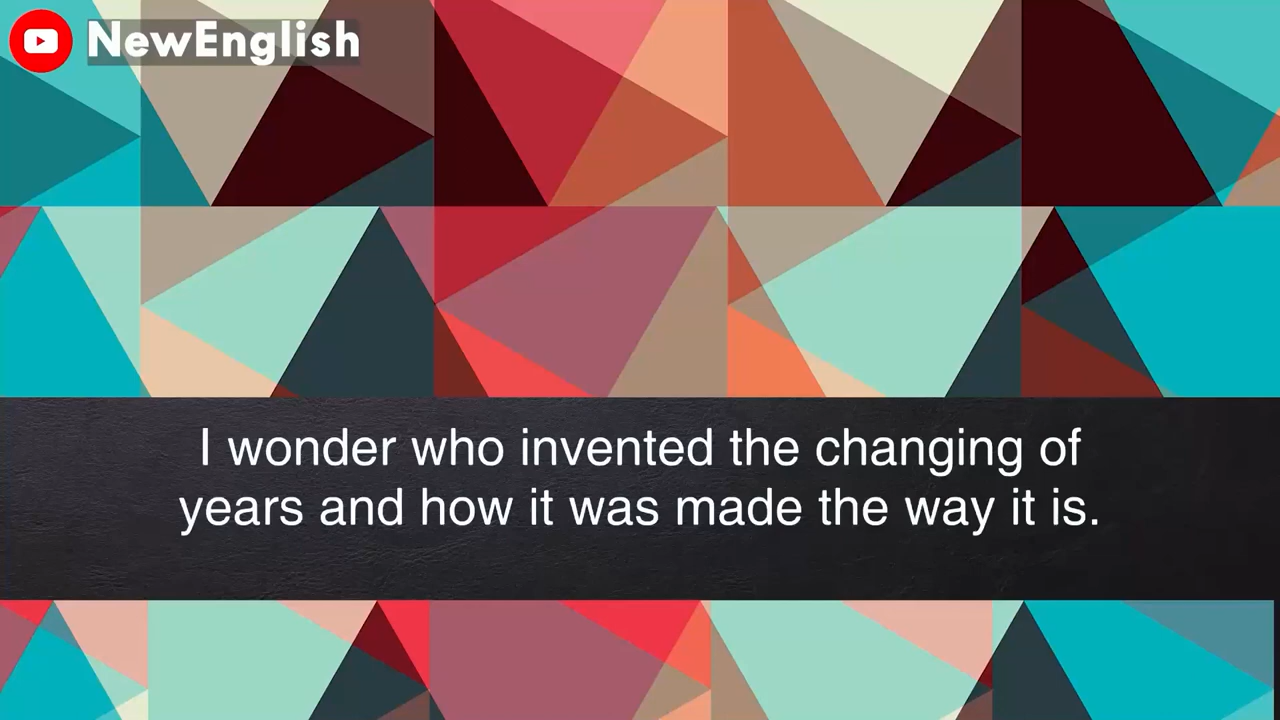 NewEnglish
I wonder who invented the changing of
years and how it was made the way it is.